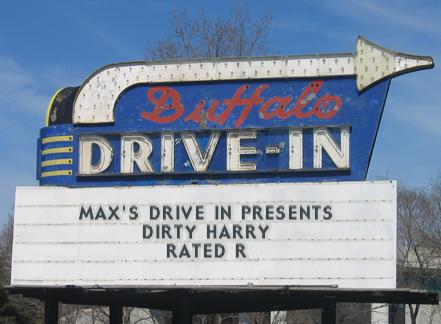 Buffalo
DRIVE-IN
MAX'S DRIVE IN PRESENTS
DIRTY HARRY
RATED R